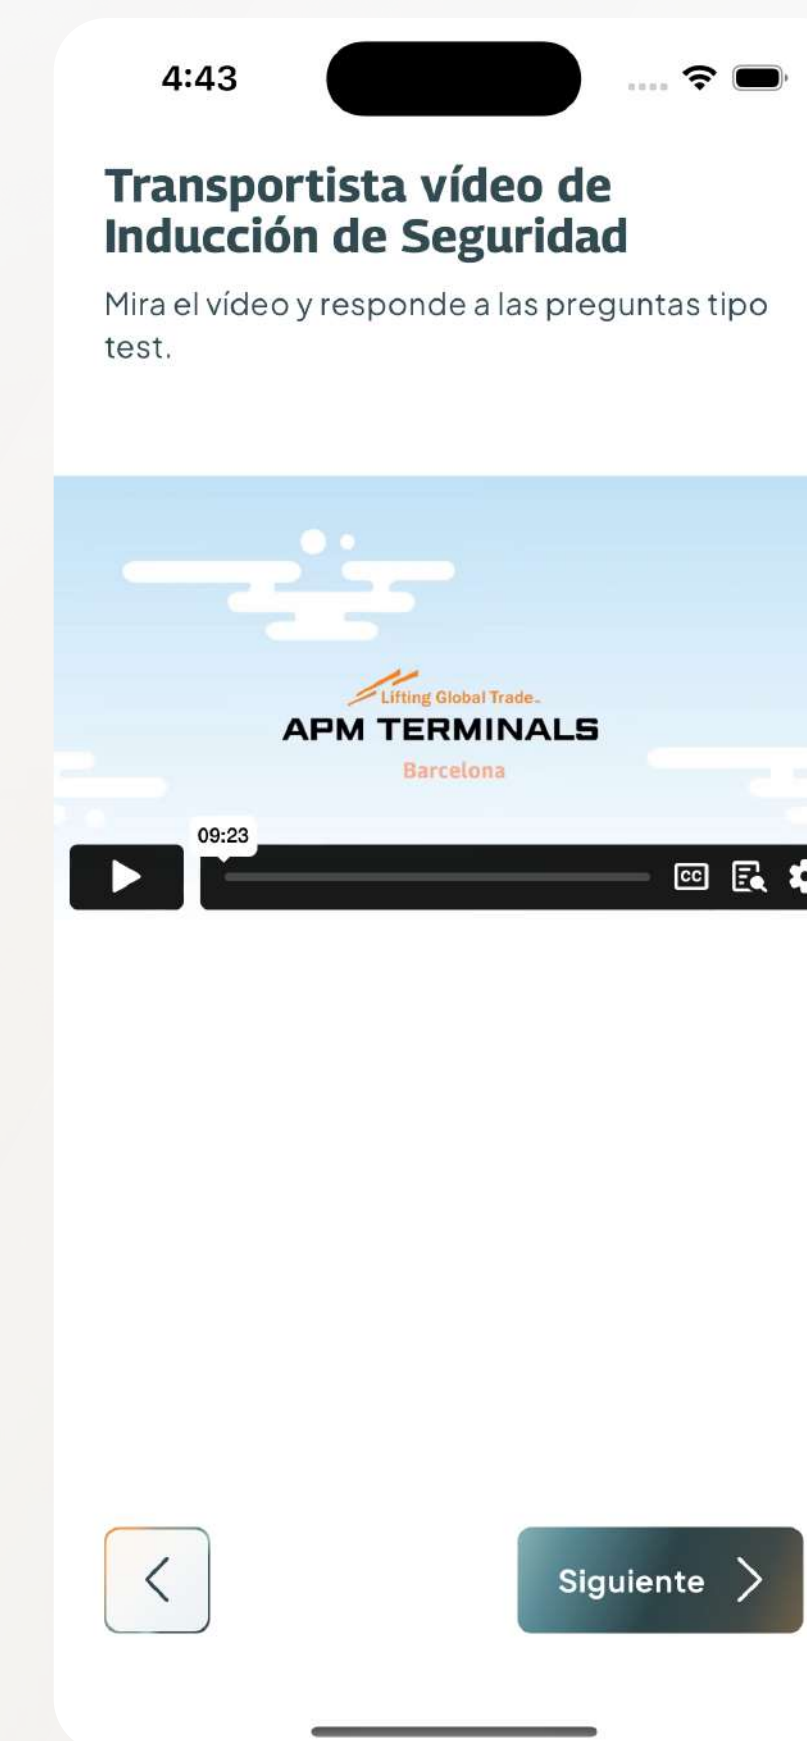 4:43
Transportista vídeo de
Inducción de Seguridad
Mira el vídeo y responde a las preguntas tipo
test.
Lifting Global Trade.
APM TERMINALS
Barcelona
09:23
CC
Siguiente